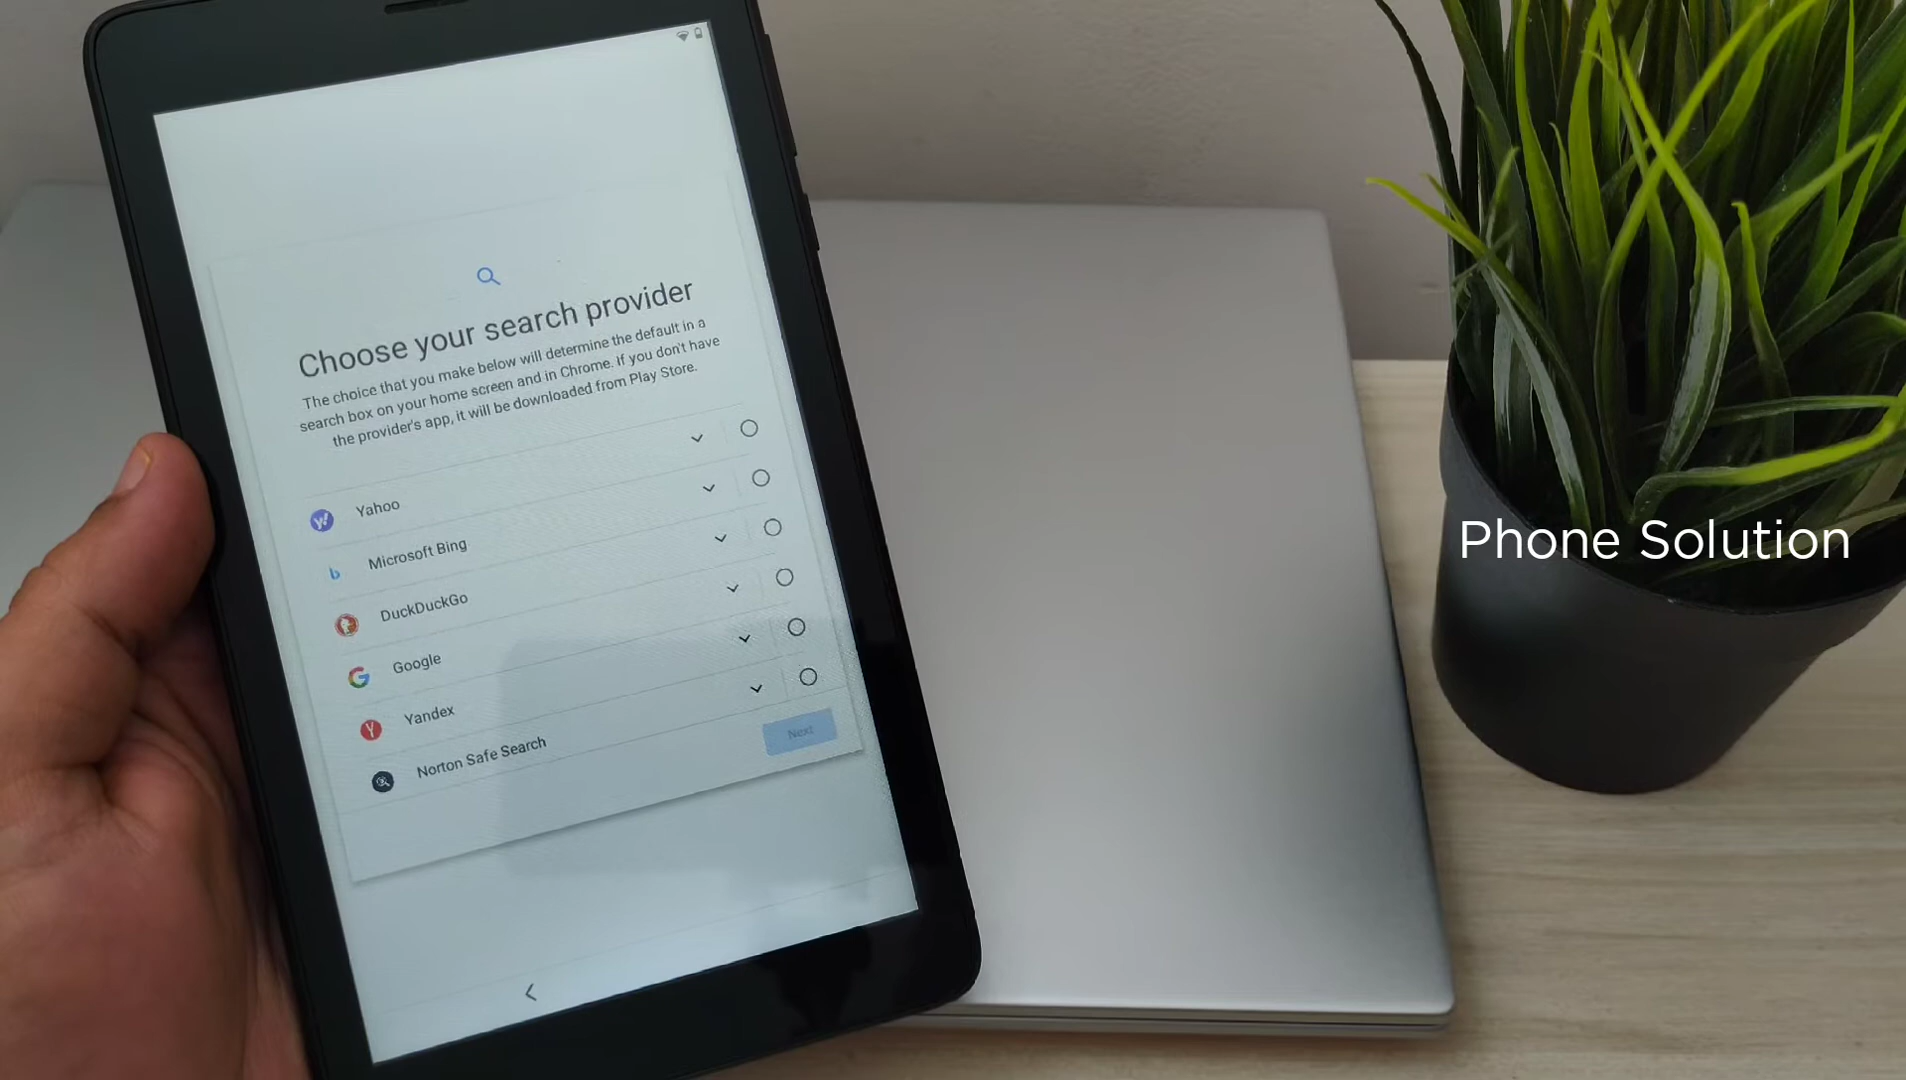 Choose your search provider
The choice that you make below will determine the default in a
search box on your home screen and in Chrome. If you don't have
the provider's app, it will be downloaded from Play Store.
Yahoo
Microsoft Bing
DuckDuckGo
Google
Yandex
Norton Safe Search
Next
Phone Solution